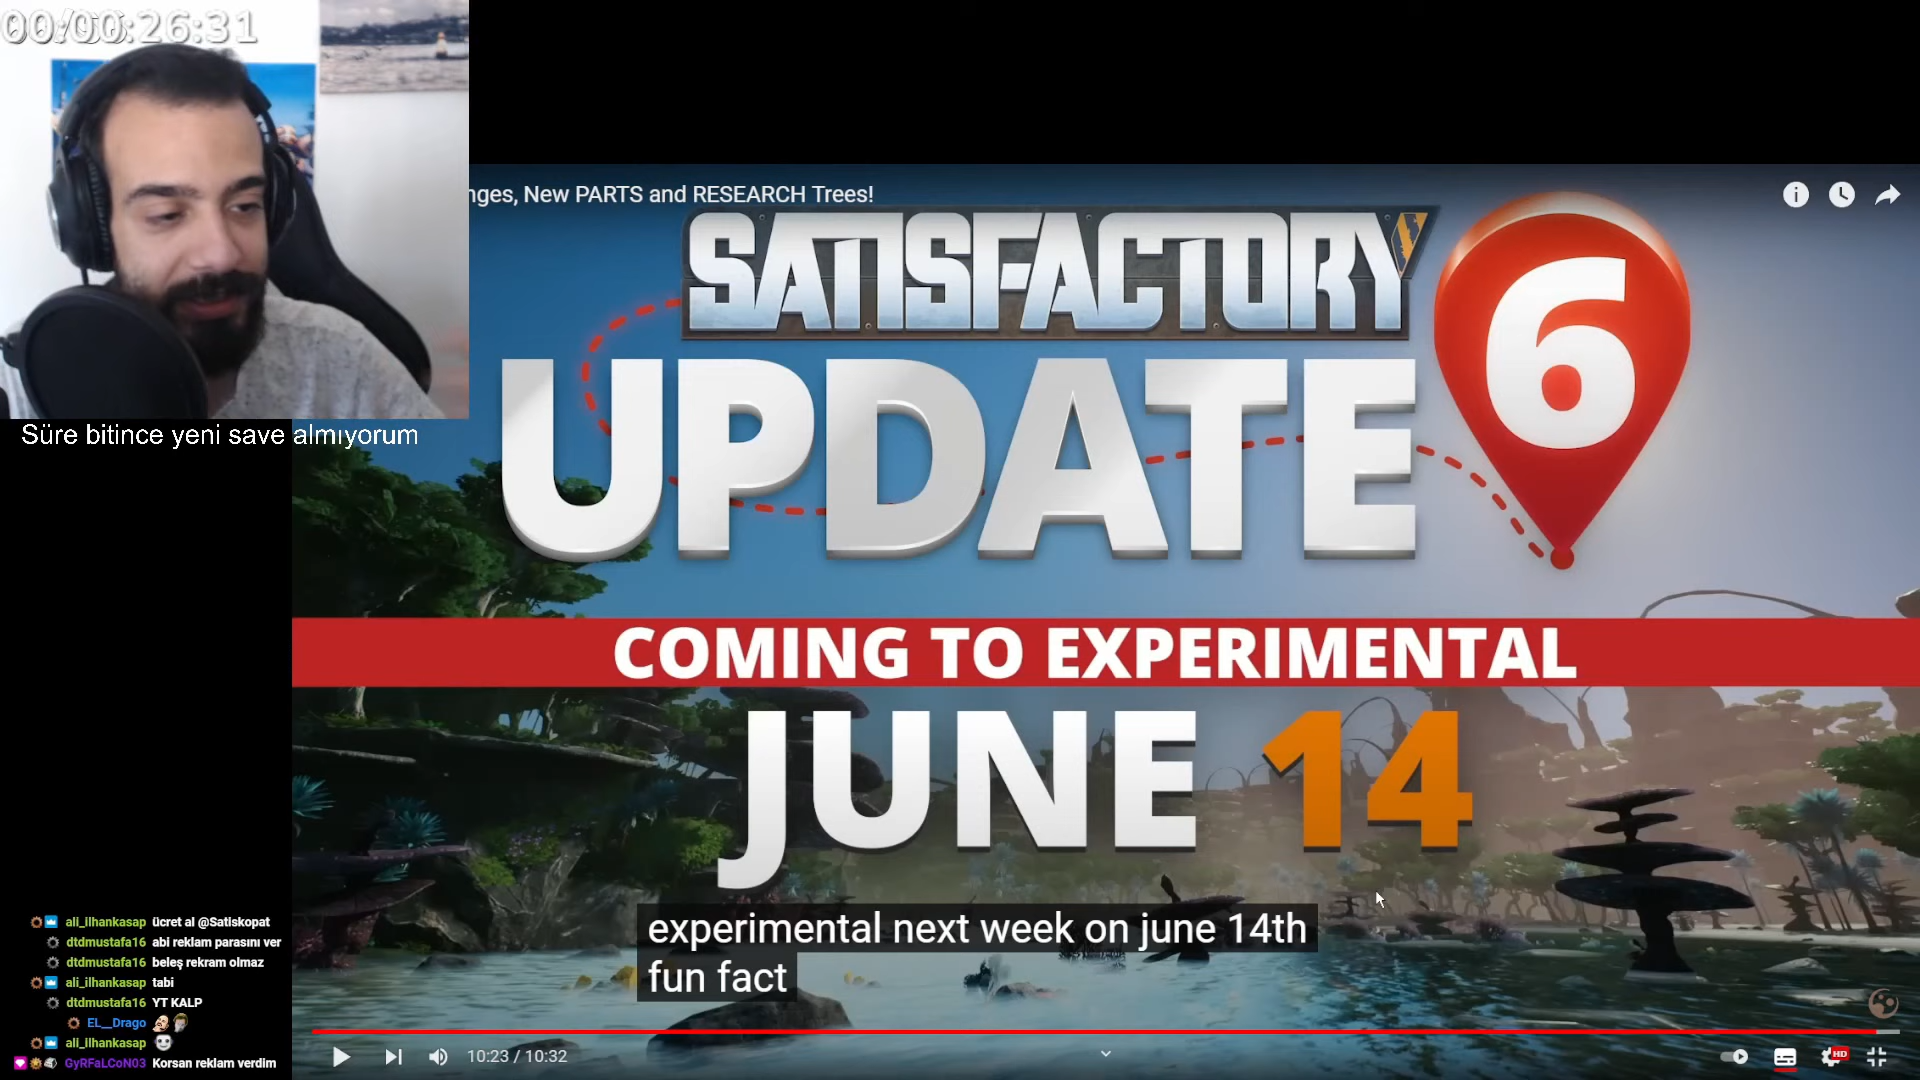 :26:31
nges, New PARTS and RESEARCH Trees!
SATISFACTORY
UPDATE 6
COMING TO EXPERIMENTAL
JUNE 14
Süre bitince yeni save almıyorum
experimental next week on june 14th
fun fact
ali_ilhankasap ücret al @Satiskopat
dtdmustafa16 abi reklam parasını ver
dtdmustafa16 beleş rekram olmaz
ali_ilhankasap tabi
dtdmustafa16 YT KALP
EL__Drago
ali_ilhankasap
GyRFaLCoN03 Korsan reklam verdim
10:23 / 10:32
HD